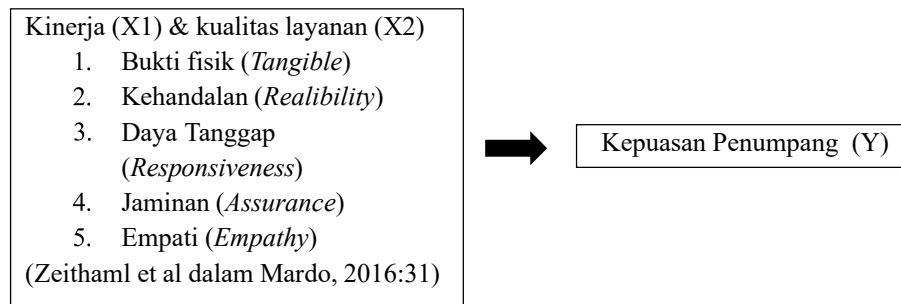 Kinerja (X1) & kualitas layanan (X2)
1. Bukti fisik (Tangible)
2. Kehandalan (Realibility)
3. Daya Tanggap
(Responsiveness)
4. Jaminan (Assurance)
5. Empati (Empathy)
(Zeithaml et al dalam Mardo, 2016:31)
Kepuasan Penumpang (Y)